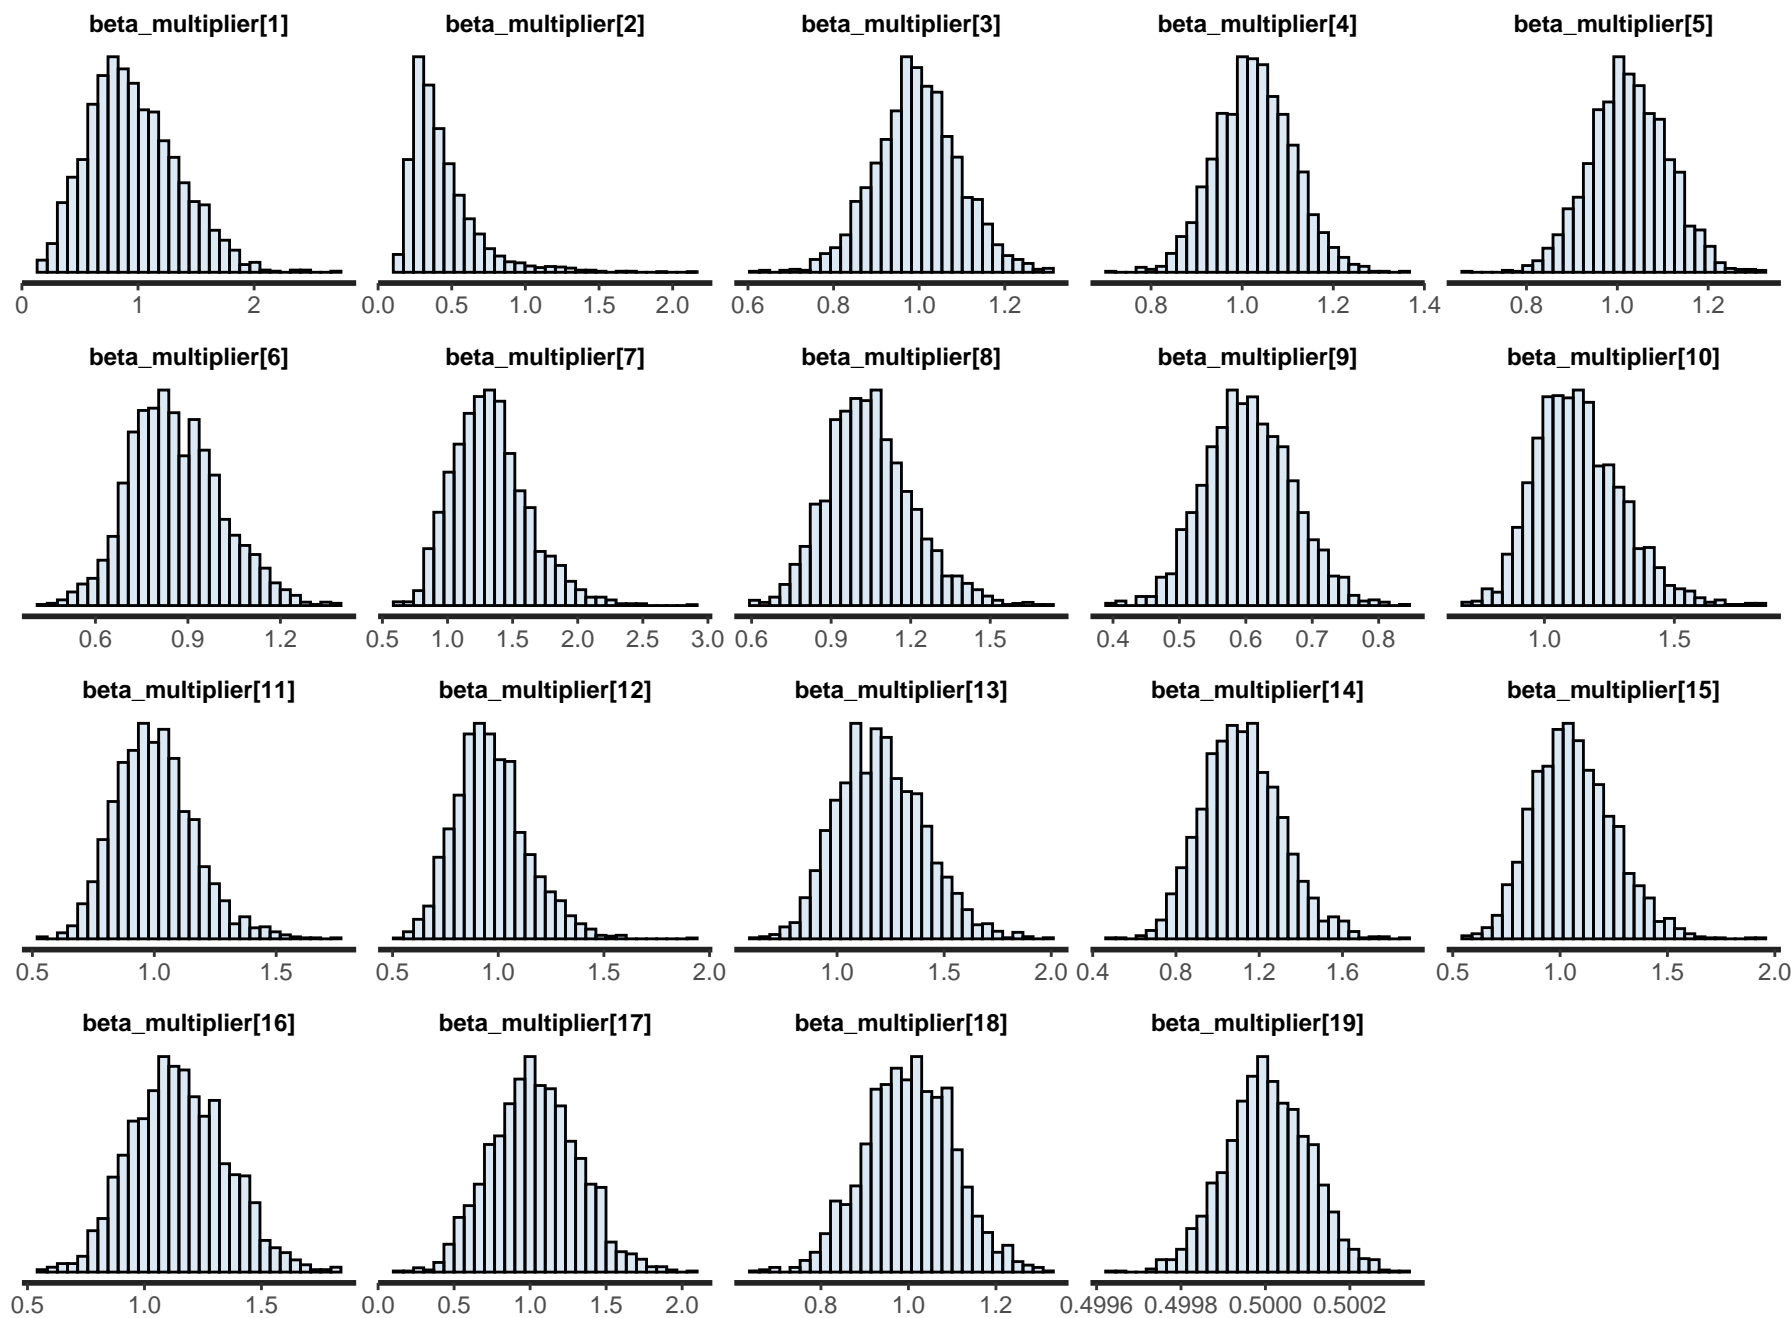 beta_multiplier[1] beta_multiplier[2] beta_multiplier[3] beta_multiplier[4] beta_multiplier[5]
0 1 2 0.0 0.5 1.0 1.5 2.0 0.6 0.8 1.0 1.2 0.8 1.0 1.2 1.4 0.8 1.0 1.2
beta_multiplier[6] beta_multiplier[7] beta_multiplier[8] beta_multiplier[9] beta_multiplier[10]
0.6 0.9 1.2 0.5 1.0 1.5 2.0 2.5 3.0 0.6 0.9 1.2 1.5 0.4 0.5 0.6 0.7 0.8 1.0 1.5
beta_multiplier[11] beta_multiplier[12] beta_multiplier[13] beta_multiplier[14] beta_multiplier[15]
0.5 1.0 1.5 0.5 1.0 1.5 2.0 1.0 1.5 2.0 0.4 0.8 1.2 1.6 0.5 1.0 1.5 2.0
beta_multiplier[16] beta_multiplier[17] beta_multiplier[18] beta_multiplier[19]
0.5 1.0 1.5 0.0 0.5 1.0 1.5 2.0 0.8 1.0 1.2 0.4996 0.4998 0.5000 0.5002